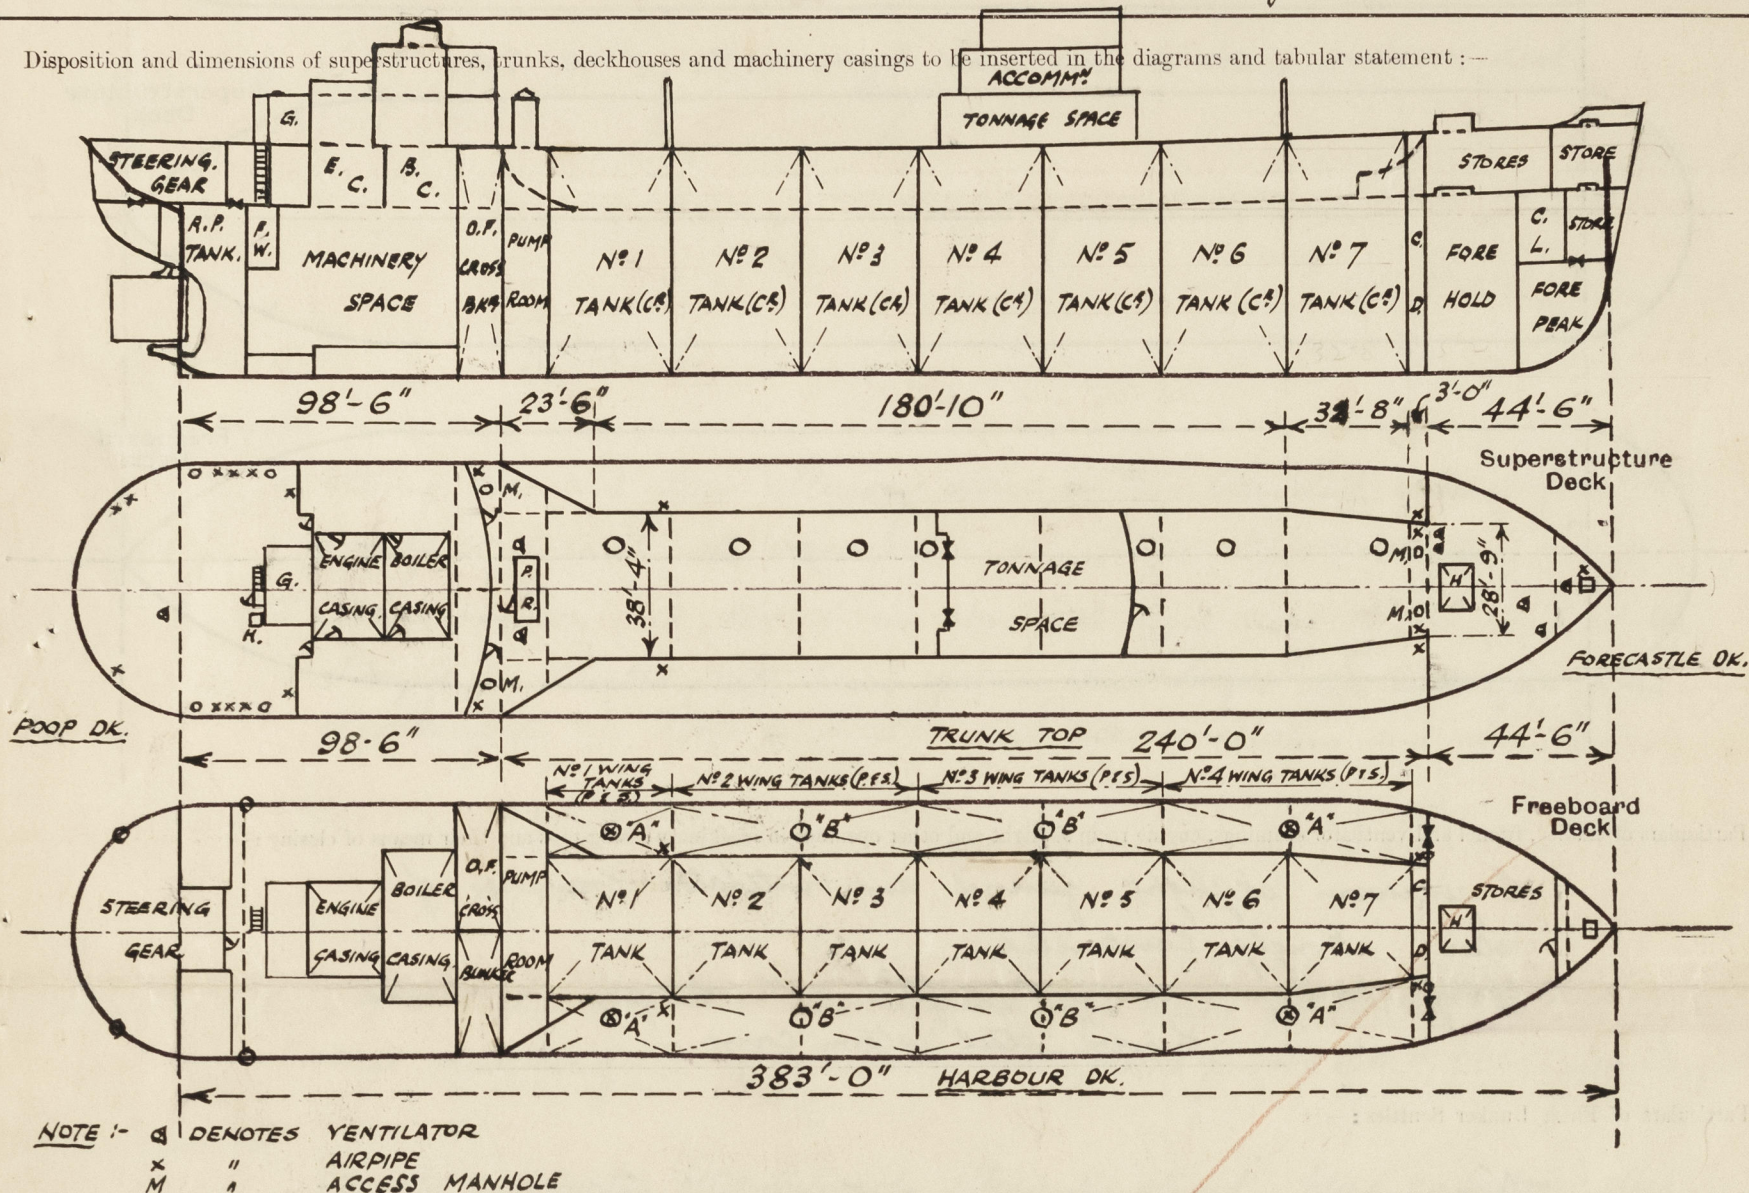 Disposition and dimensions of superstructures, trunks, deckhouses and machinery casings to be inserted in the diagrams and tabular statement :—
ACCOMMN
TONNAGE SPACE
G.
STEERING.
GEAR
E. C.
B. C.
STORES
STORE
R.P.
TANK.
F.
W.
MACHINERY
SPACE
O.F.
CROSS
BKR
PUMP
ROOM
No 1
TANK (CR)
No 2
TANK (CR)
No 3
TANK (CR)
No 4
TANK (CR)
No 5
TANK (CR)
No 6
TANK (CR)
No 7
TANK (CR)
C.
D.
FORE
HOLD
C.
L.
STORE
FORE
PEAK
98'-6" 23'-6" 180'-10" 3'-0" 44'-6"
Superstructure
Deck
M.
G.
H.
ENGINE
CASING
BOILER
CASING
P.
R.
M.
38'-4"
TONNAGE
SPACE
M.
M.
H
28'-9"
FORECASTLE DK.
POOP DK.
98-6" TRUNK TOP 240'-0" 44'-6"
No 1 WING
TANKS
(P & S.)
No 2 WING TANKS (P.&S.)
No 3 WING TANKS (P&S)
No 4 WING TANKS (P&S.)
Freeboard
Deck
"A" "B" "B" "A"
STEERING
GEAR
ENGINE
CASING
BOILER
CASING
O.F.
CROSS
BUNKER
PUMP
ROOM
No 1
TANK
No 2
TANK
No 3
TANK
No 4
TANK
No 5
TANK
No 6
TANK
No 7
TANK
C.
D.
H
STORES
"A" "B" "B" "A"
383'-0" HARBOUR DK.
NOTE :- DENOTES VENTILATOR
x " AIRPIPE
M " ACCESS MANHOLE